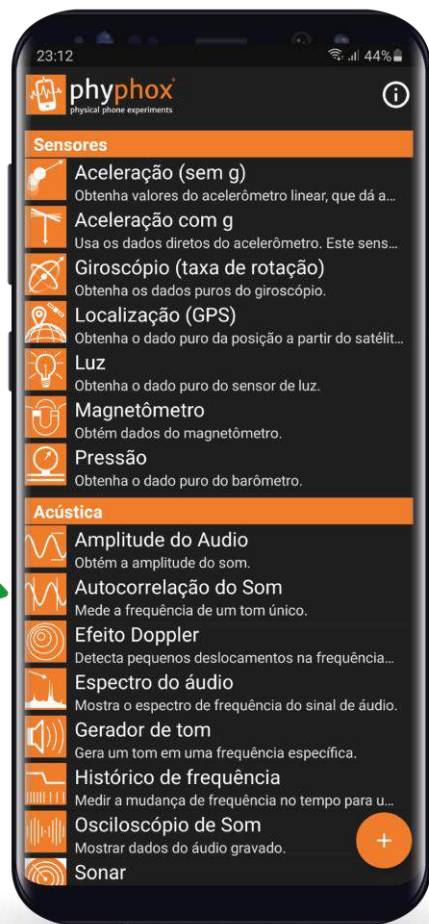 23:12
44%
phyphox
physical phone experiments
Sensores
Aceleração (sem g)
Obtenha valores do acelerômetro linear, que dá a...
Aceleração com g
Usa os dados diretos do acelerômetro. Este sens...
Giroscópio (taxa de rotação)
Obtenha os dados puros do giroscópio.
Localização (GPS)
Obtenha o dado puro da posição a partir do satélit...
Luz
Obtenha o dado puro do sensor de luz.
Magnetômetro
Obtém dados do magnetômetro.
Pressão
Obtenha o dado puro do barômetro.
Acústica
Amplitude do Audio
Obtém a amplitude do som.
Autocorrelação do Som
Mede a frequência de um tom único.
Efeito Doppler
Detecta pequenos deslocamentos na frequência...
Espectro do áudio
Mostra o espectro de frequência do sinal de áudio.
Gerador de tom
Gera um tom em uma frequência específica.
Histórico de frequência
Medir a mudança de frequência no tempo para u...
Osciloscópio de Som
Mostrar dados do áudio gravado.
Sonar